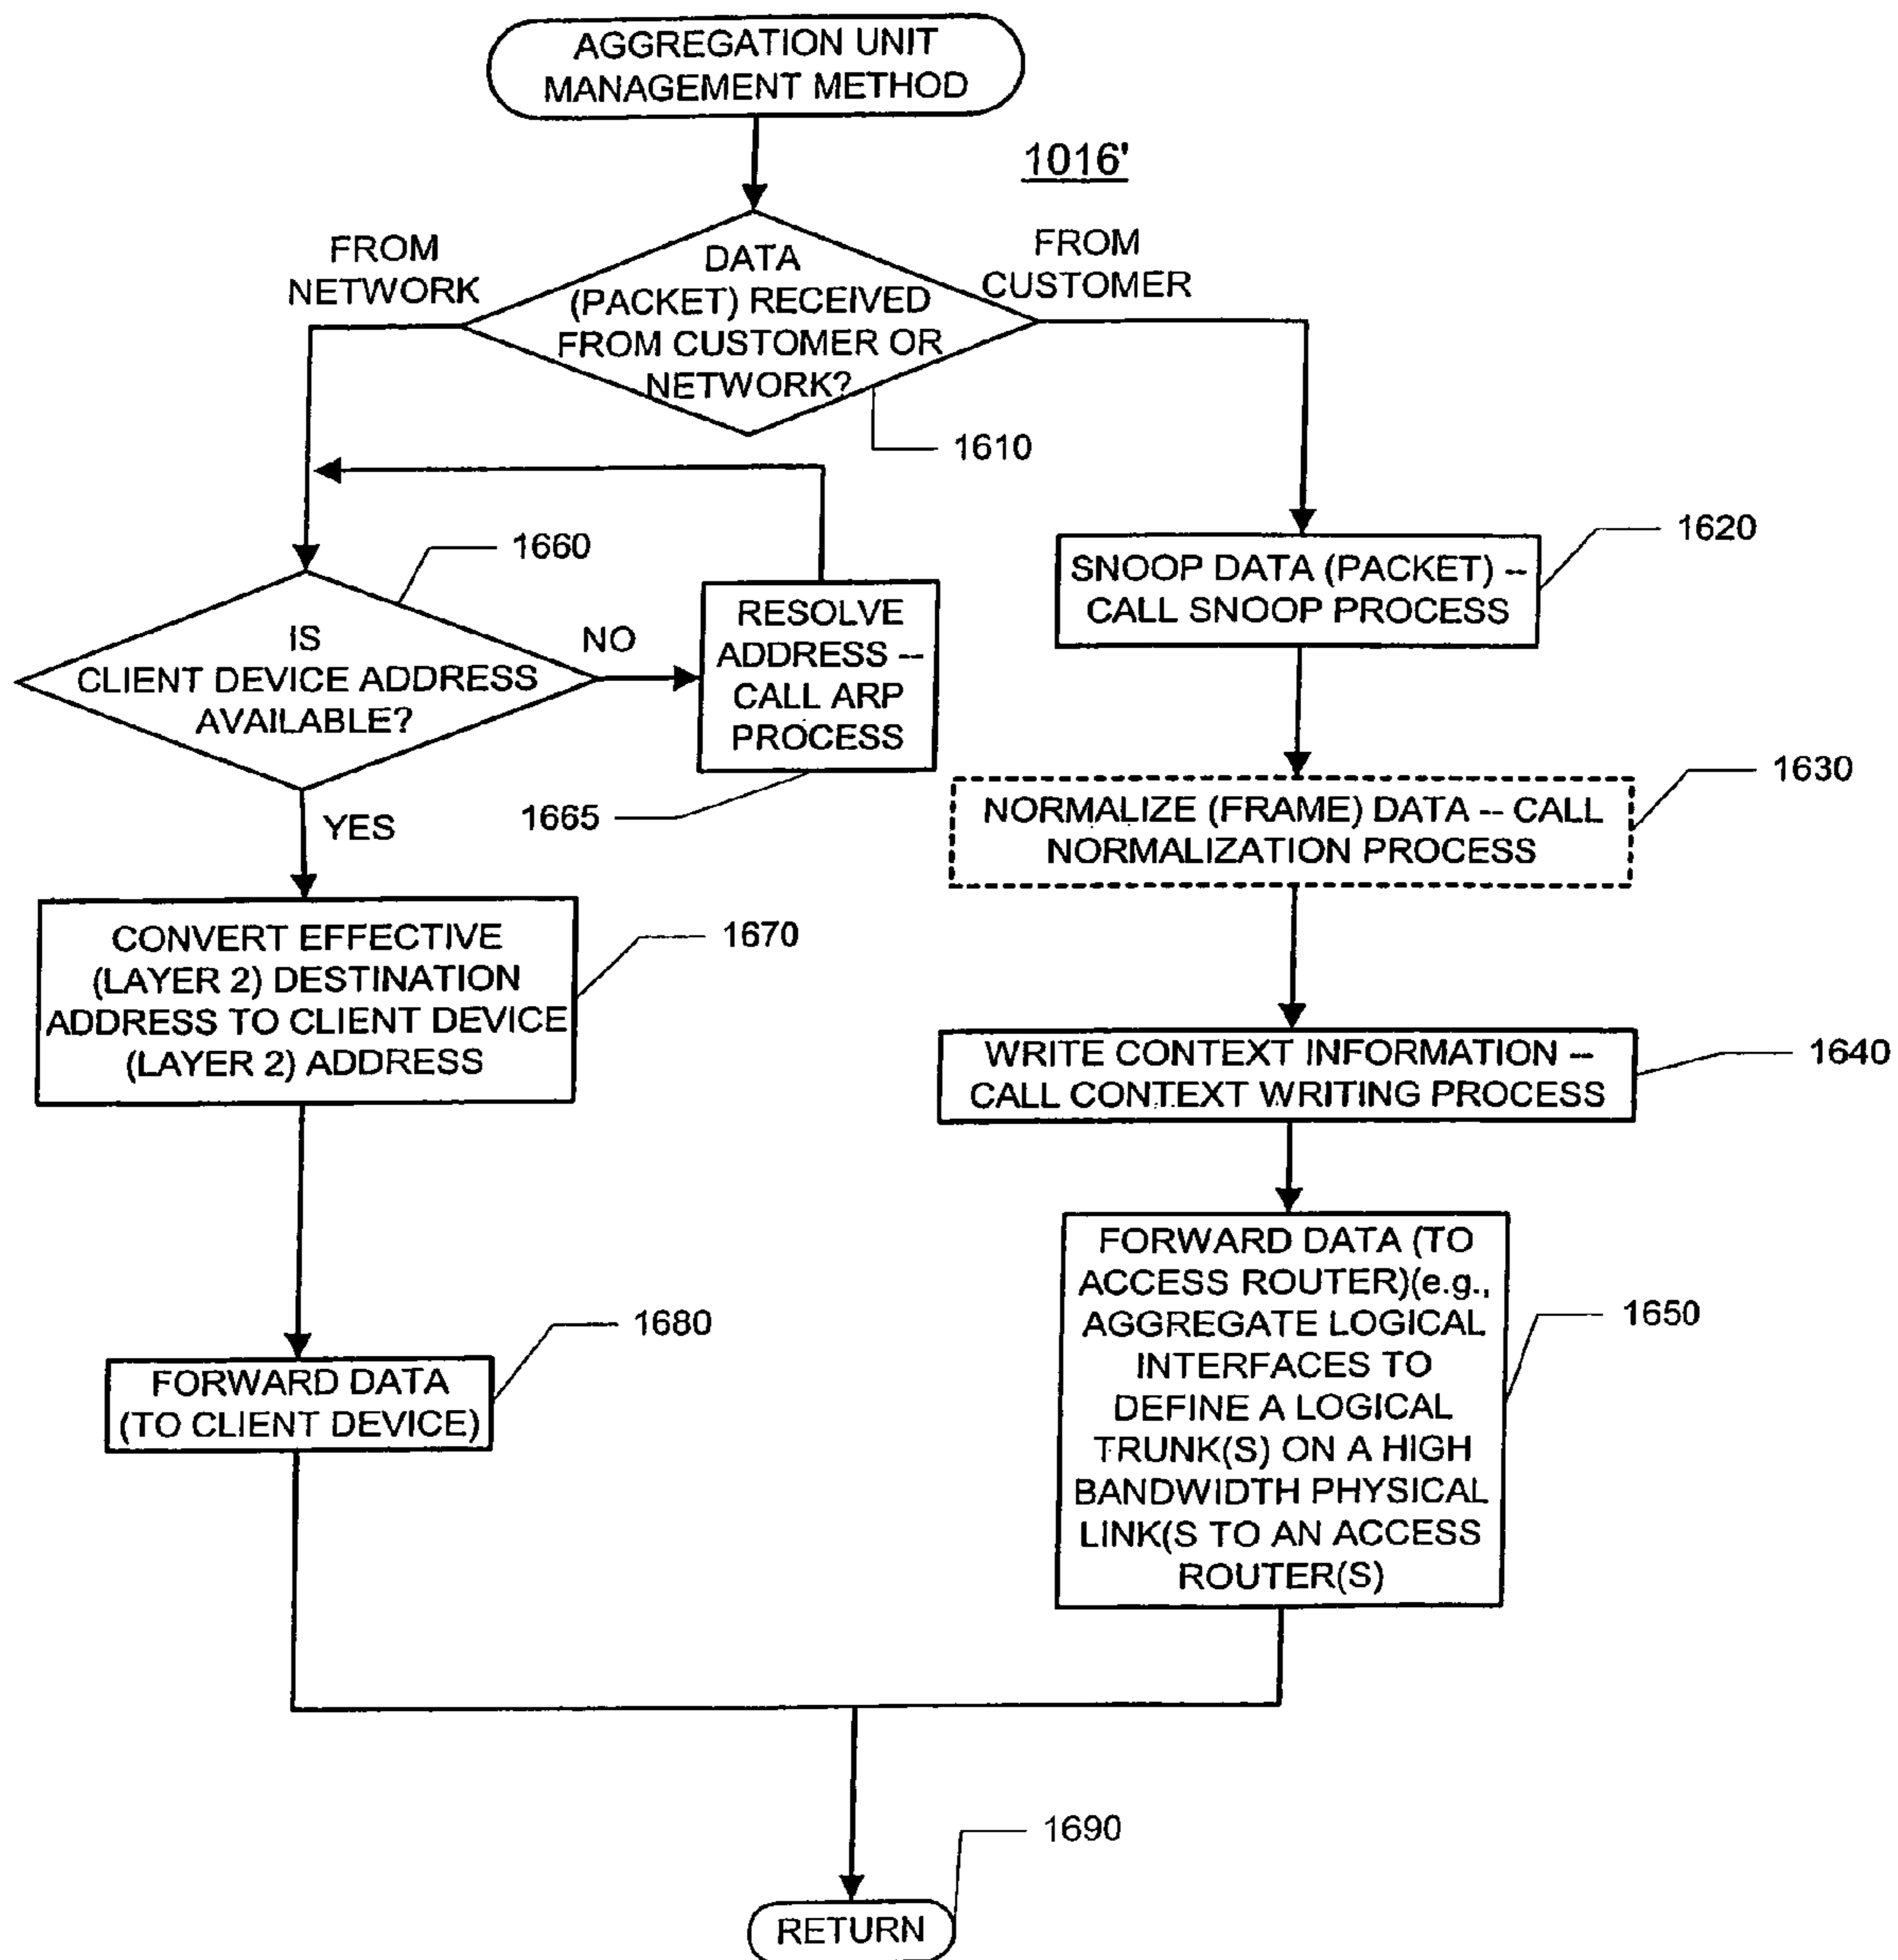 AGGREGATION UNIT
MANAGEMENT METHOD
1016'
FROM
NETWORK
FROM
CUSTOMER
DATA
(PACKET) RECEIVED
FROM CUSTOMER OR
NETWORK?
1610
1660
IS
CLIENT DEVICE ADDRESS
AVAILABLE?
NO
YES
RESOLVE
ADDRESS --
CALL ARP
PROCESS
1665
SNOOP DATA (PACKET) --
CALL SNOOP PROCESS
1620
NORMALIZE (FRAME) DATA -- CALL
NORMALIZATION PROCESS
1630
CONVERT EFFECTIVE
(LAYER 2) DESTINATION
ADDRESS TO CLIENT DEVICE
(LAYER 2) ADDRESS
1670
WRITE CONTEXT INFORMATION --
CALL CONTEXT WRITING PROCESS
1640
FORWARD DATA
(TO CLIENT DEVICE)
1680
FORWARD DATA (TO
ACCESS ROUTER)(e.g.,
AGGREGATE LOGICAL
INTERFACES TO
DEFINE A LOGICAL
TRUNK(S) ON A HIGH
BANDWIDTH PHYSICAL
LINK(S TO AN ACCESS
ROUTER(S)
1650
1690
RETURN